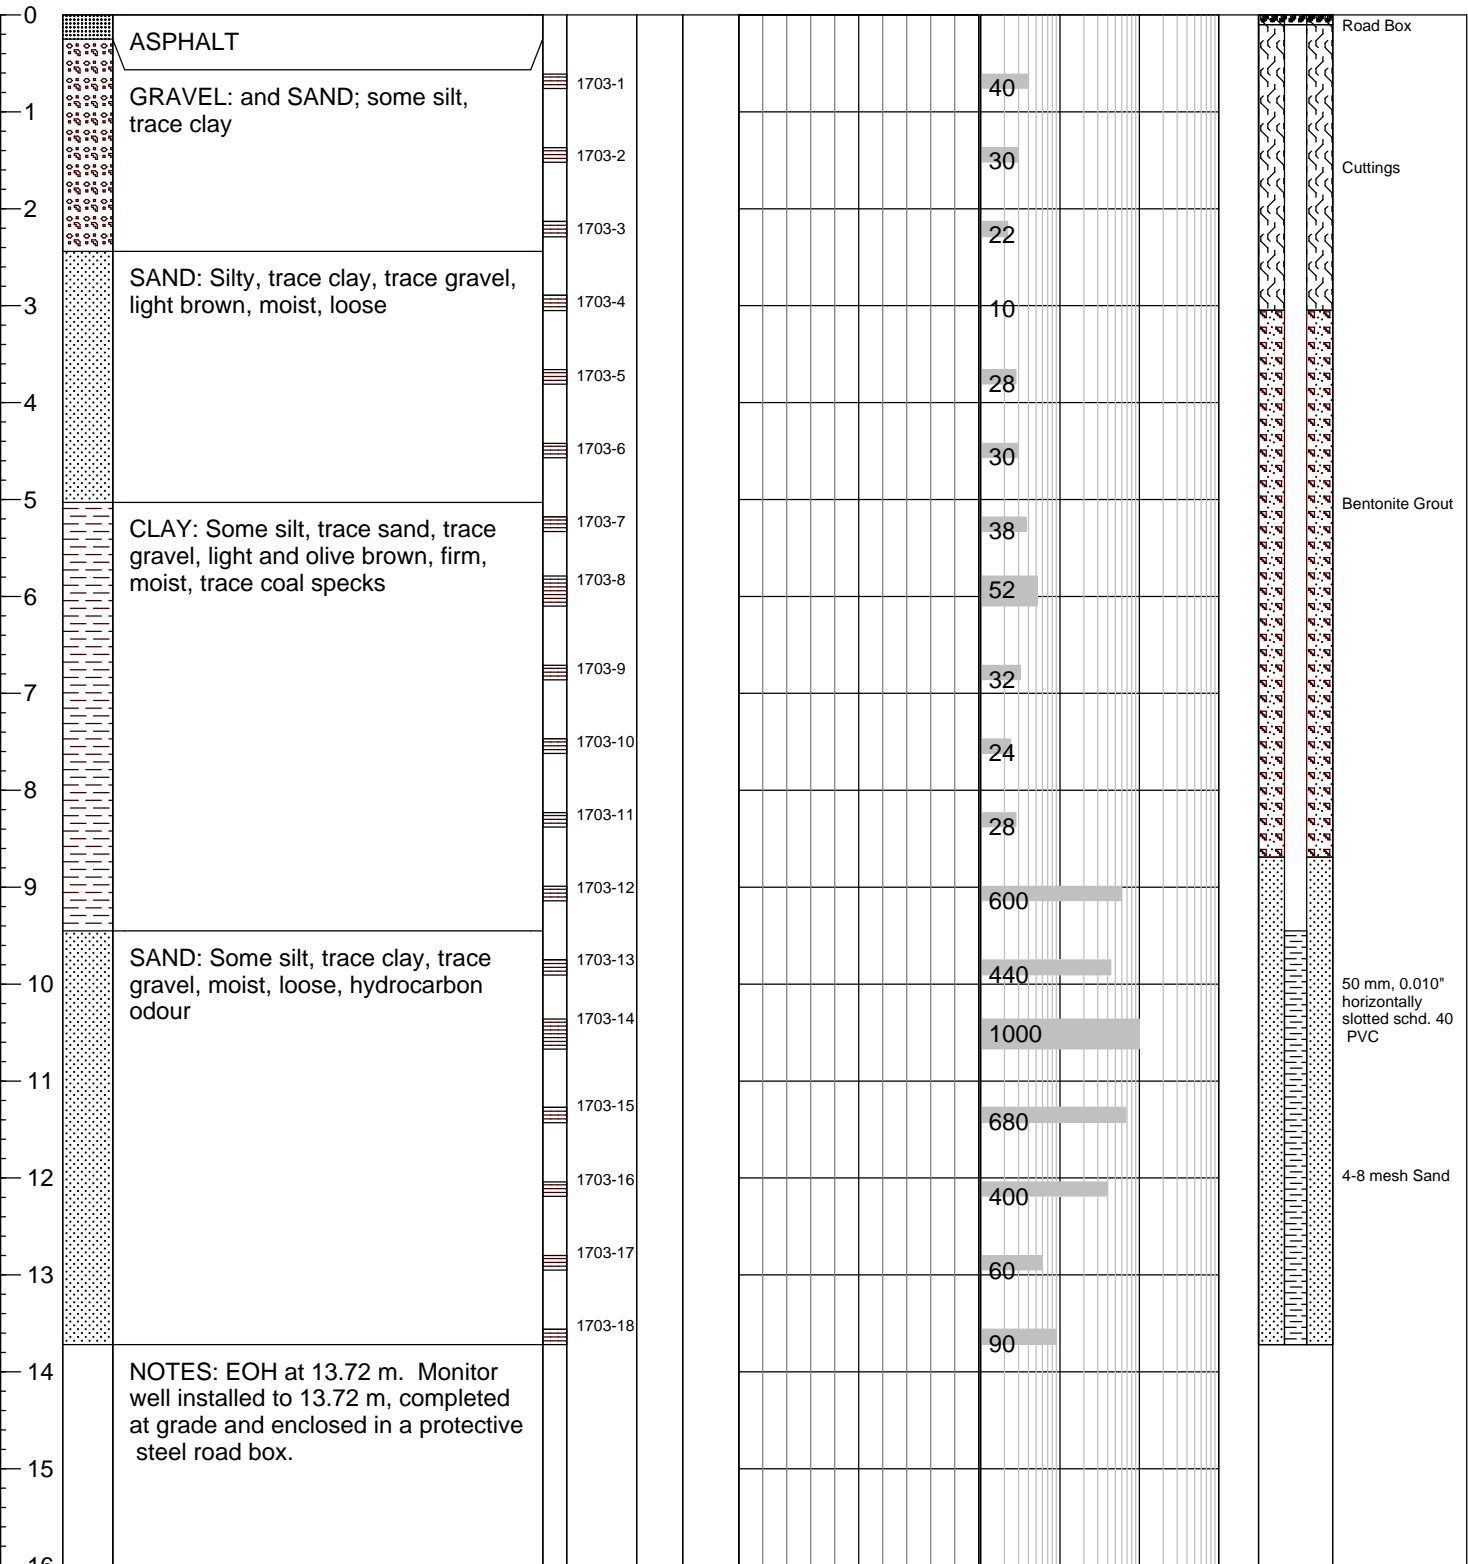 0
1
2
3
4
5
6
7
8
9
10
11
12
13
14
15
16
ASPHALT
GRAVEL: and SAND; some silt,
trace clay
SAND: Silty, trace clay, trace gravel,
light brown, moist, loose
CLAY: Some silt, trace sand, trace
gravel, light and olive brown, firm,
moist, trace coal specks
SAND: Some silt, trace clay, trace
gravel, moist, loose, hydrocarbon
odour
NOTES: EOH at 13.72 m.  Monitor
well installed to 13.72 m, completed
at grade and enclosed in a protective
steel road box.
1703-1
1703-2
1703-3
1703-4
1703-5
1703-6
1703-7
1703-8
1703-9
1703-10
1703-11
1703-12
1703-13
1703-14
1703-15
1703-16
1703-17
1703-18
40
30
22
10
28
30
38
52
32
24
28
600
440
1000
680
400
60
90
Road Box
Cuttings
Bentonite Grout
50 mm, 0.010"
horizontally
slotted schd. 40
PVC
4-8 mesh Sand